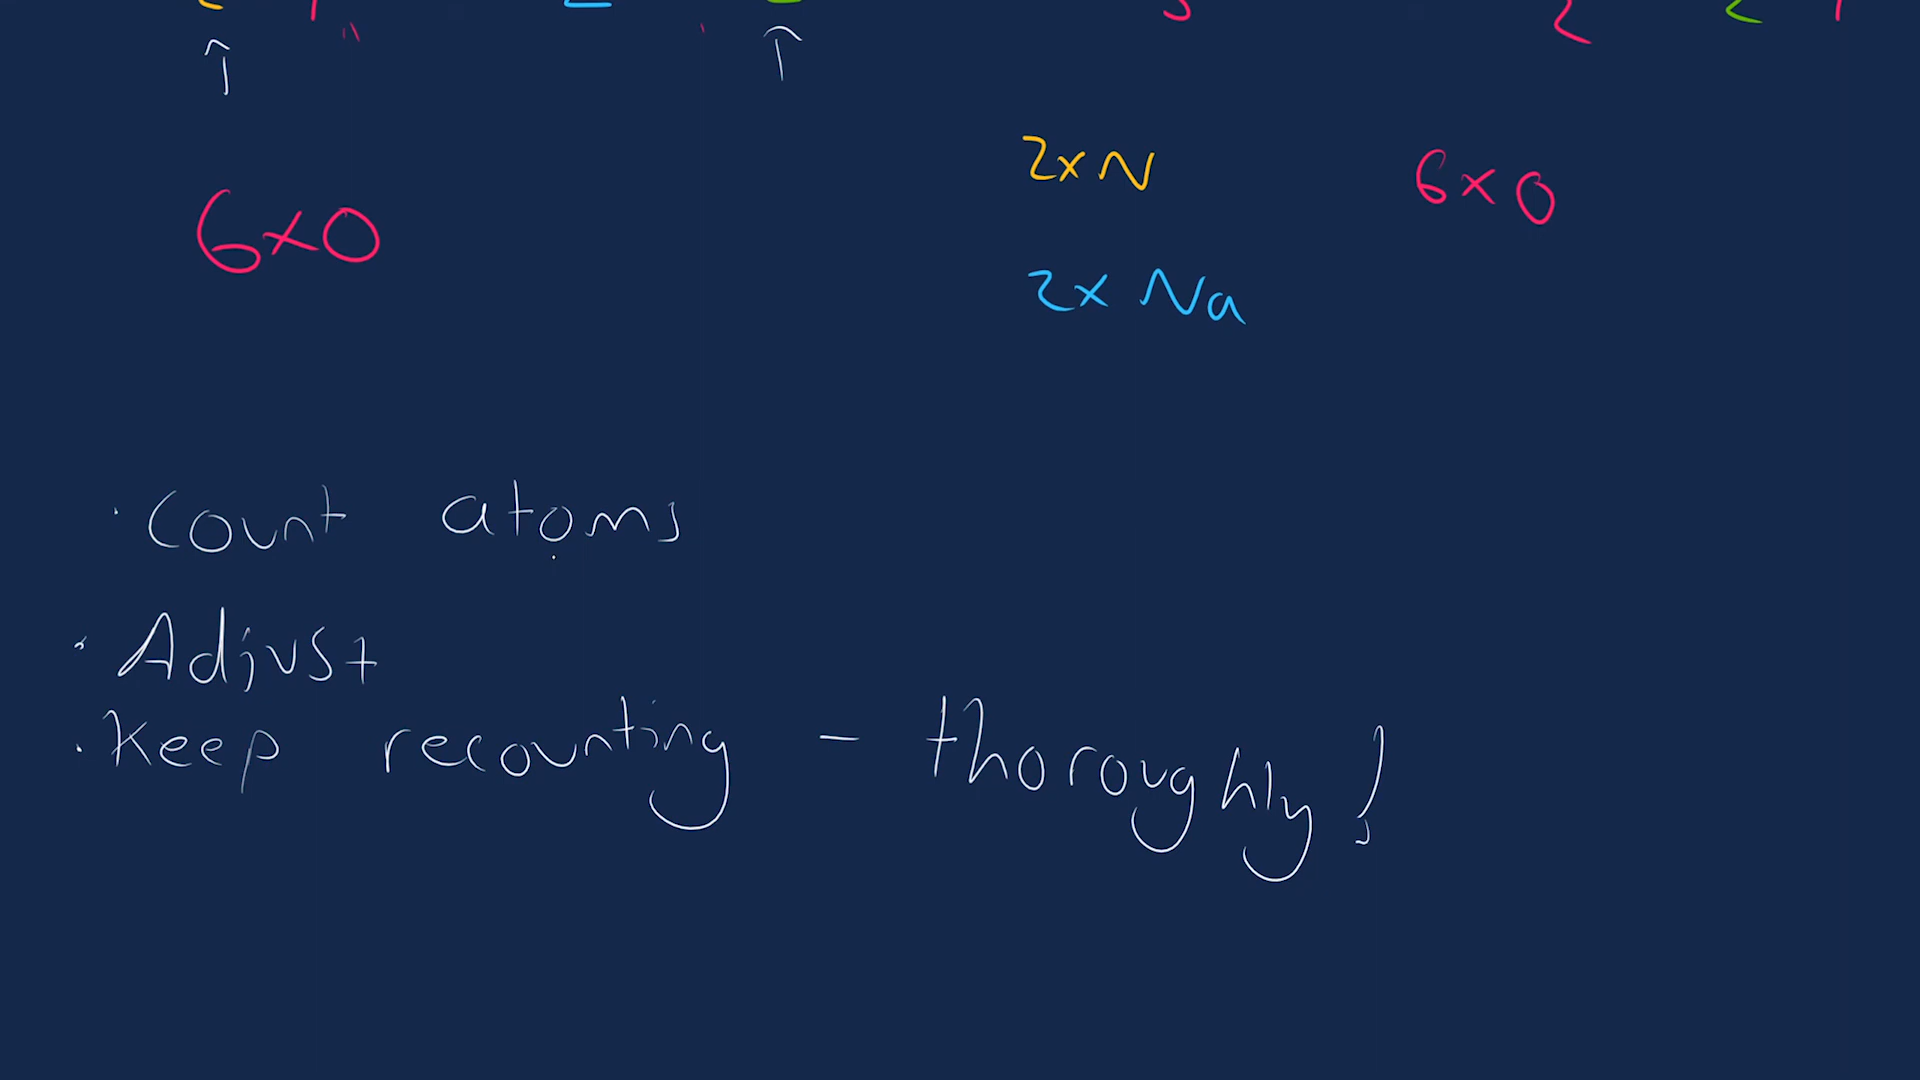 2xN 6xO
6xO
2x Na
· Count atoms
· Adjust
· Keep recounting - thoroughly!